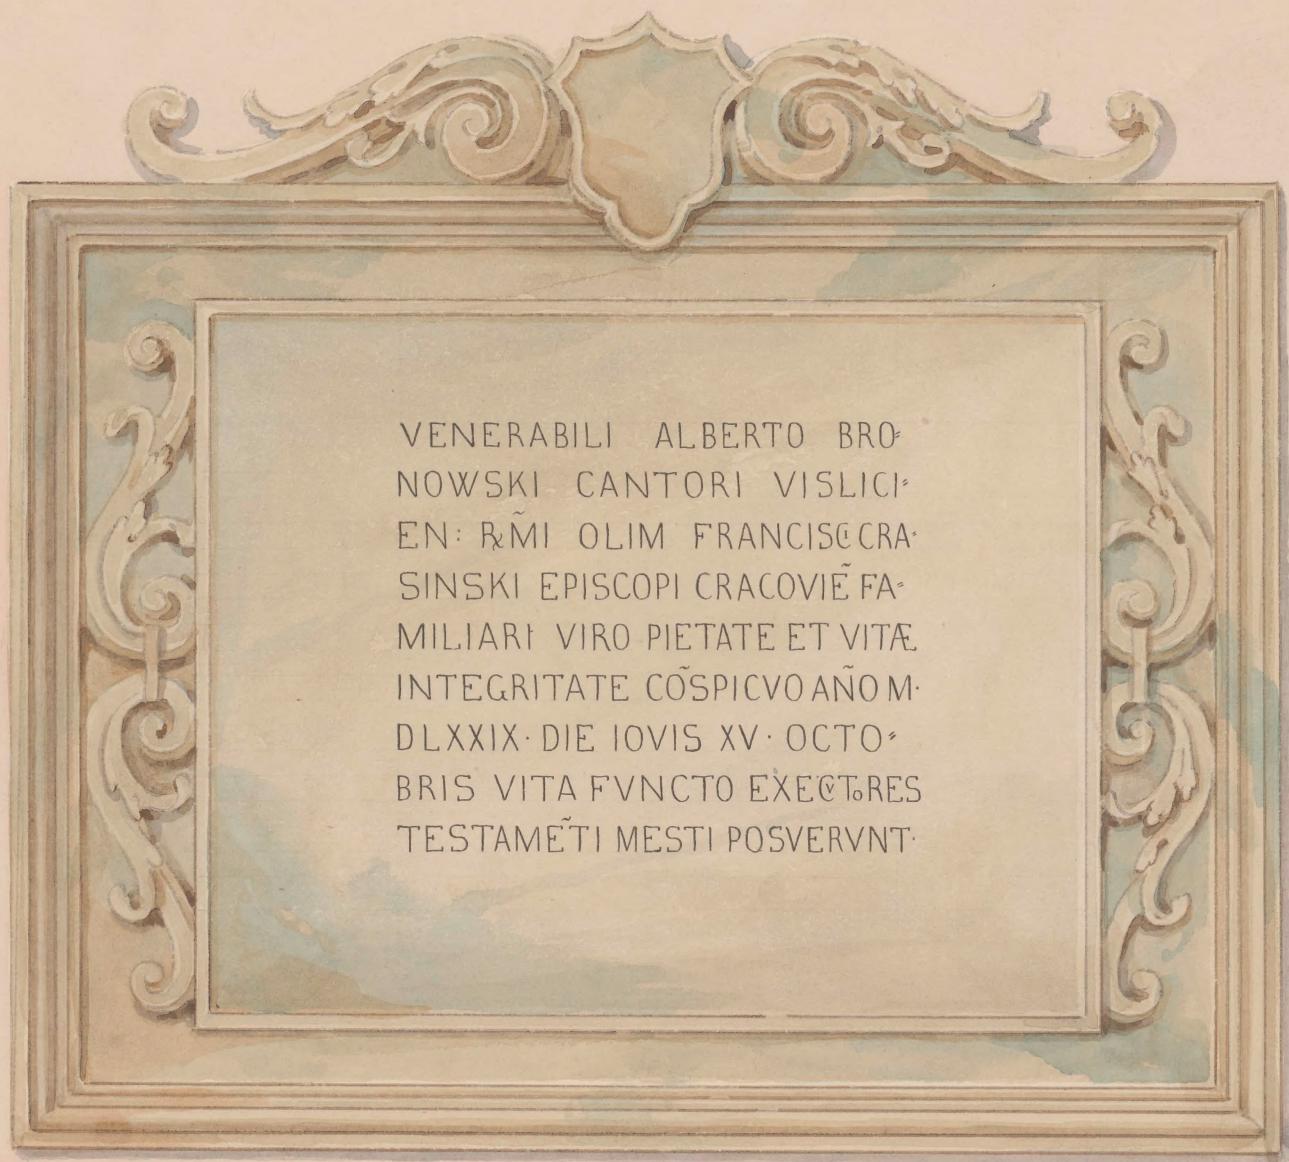 VENERABILI ALBERTO BRO⸗
NOWSKI CANTORI VISLICI⸗
EN: RM̃I OLIM FRANCISCI CRA⸗
SINSKI EPISCOPI CRACOVIẼ FA⸗
MILIARI VIRO PIETATE ET VITÆ
INTEGRITATE CÕSPICVO AÑO M·
DLXXIX· DIE IOVIS XV· OCTO⸗
BRIS VITA FVNCTO EXECVTORES
TESTAMẼTI MESTI POSVERVNT·